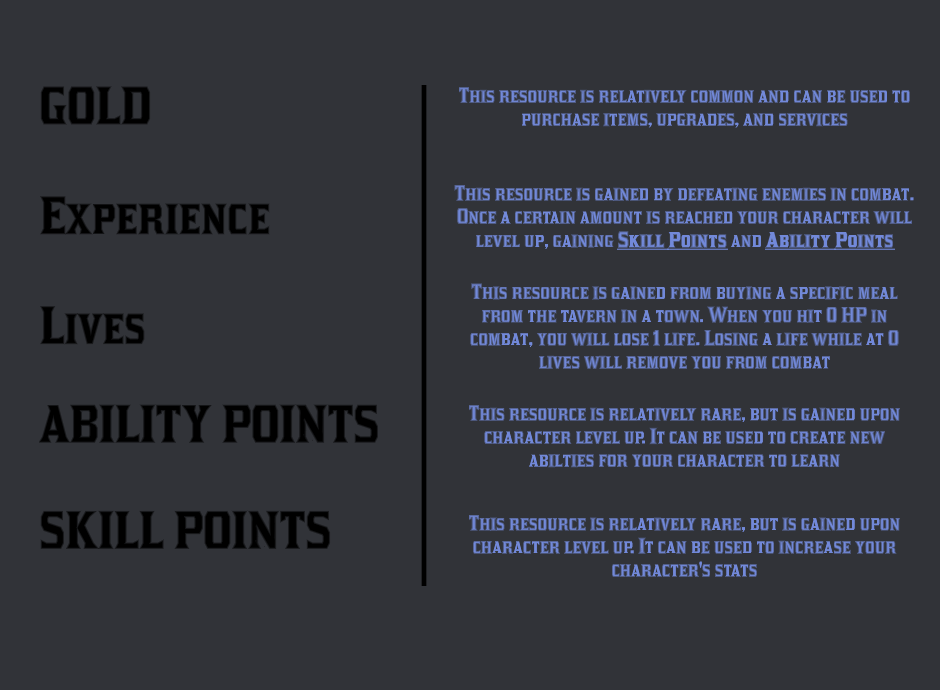 GOLD
This resource is relatively common and can be used to
purchase items, upgrades, and services
Experience
This resource is gained by defeating enemies in combat.
Once a certain amount is reached your character will
level up, gaining Skill Points and Ability Points
Lives
This resource is gained from buying a specific meal
from the tavern in a town. When you hit 0 HP in
combat, you will lose 1 life. Losing a life while at 0
lives will remove you from combat
ABILITY POINTS
This resource is relatively rare, but is gained upon
character level up. It can be used to create new
abilties for your character to learn
SKILL POINTS
This resource is relatively rare, but is gained upon
character level up. It can be used to increase your
character's stats